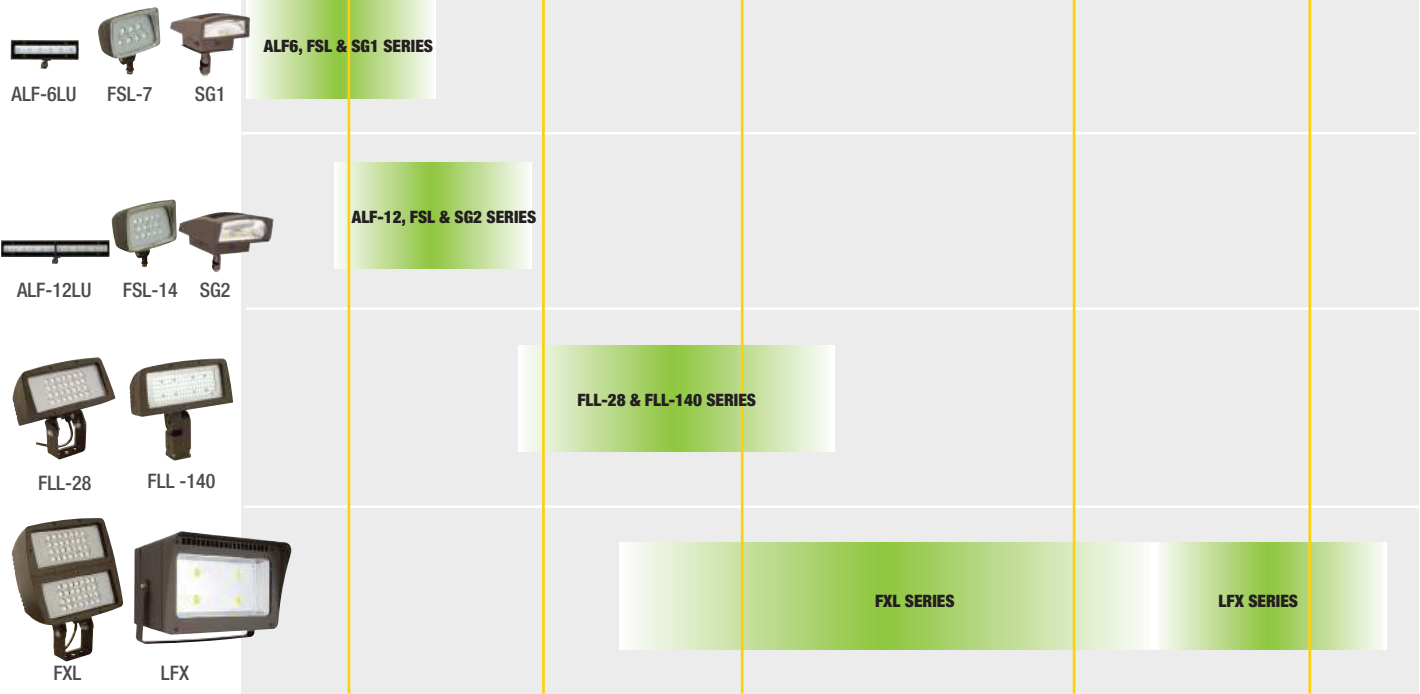 ALF6, FSL & SG1 SERIES
ALF-6LU FSL-7 SG1
ALF-12, FSL & SG2 SERIES
ALF-12LU FSL-14 SG2
FLL-28 & FLL-140 SERIES
FLL-28 FLL -140
FXL SERIES LFX SERIES
FXL LFX